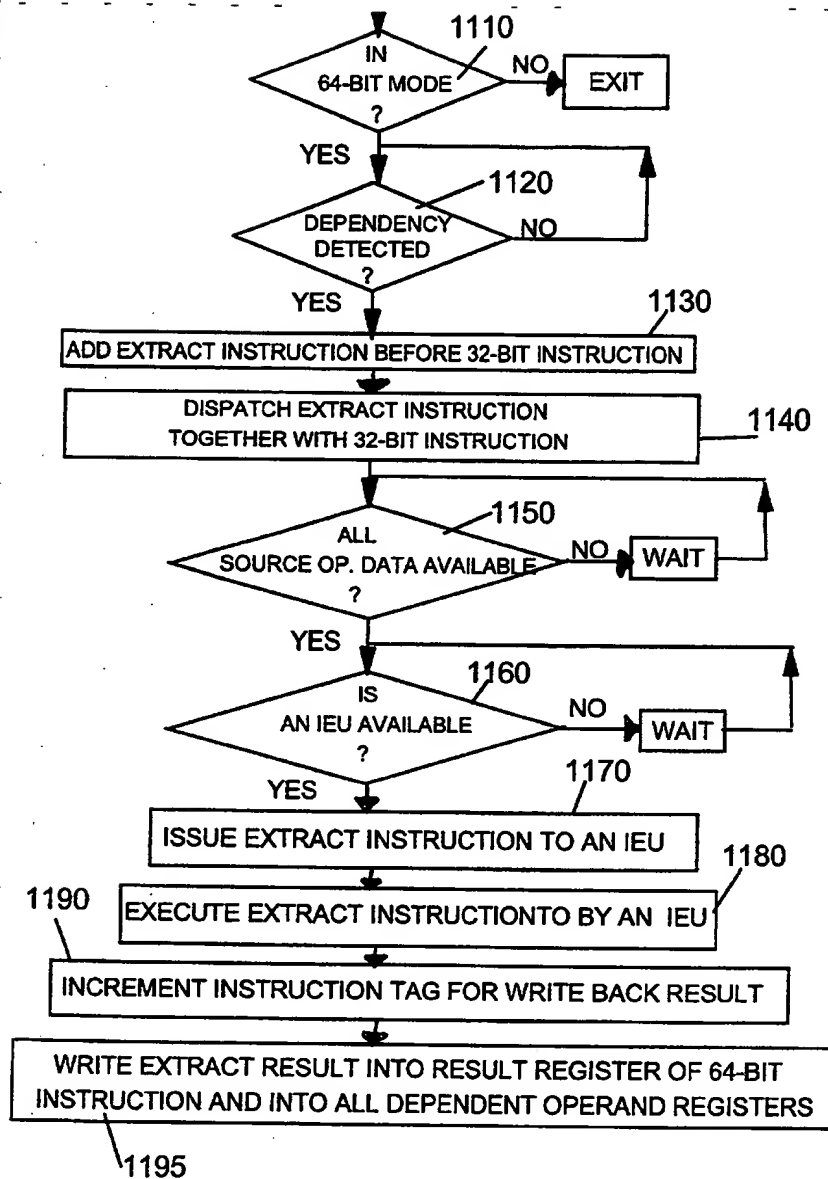 1110
IN
64-BIT MODE
?
NO
EXIT
YES
1120
DEPENDENCY
DETECTED
?
NO
YES
1130
ADD EXTRACT INSTRUCTION BEFORE 32-BIT INSTRUCTION
DISPATCH EXTRACT INSTRUCTION
TOGETHER WITH 32-BIT INSTRUCTION
1140
1150
ALL
SOURCE OP. DATA AVAILABLE
?
NO
WAIT
YES
1160
IS
AN IEU AVAILABLE
?
NO
WAIT
YES
1170
ISSUE EXTRACT INSTRUCTION TO AN IEU
1180
EXECUTE EXTRACT INSTRUCTIONTO BY AN IEU
1190
INCREMENT INSTRUCTION TAG FOR WRITE BACK RESULT
WRITE EXTRACT RESULT INTO RESULT REGISTER OF 64-BIT
INSTRUCTION AND INTO ALL DEPENDENT OPERAND REGISTERS
1195